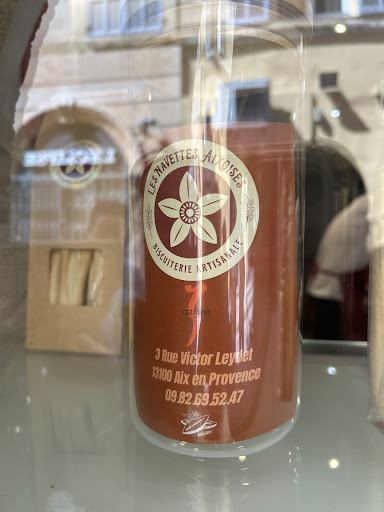 LES NAVETTES AIXOISES
BISCUITERIE ARTISANALE
3 Rue Victor Leydet
13100 Aix en Provence
09.82.69.52.47